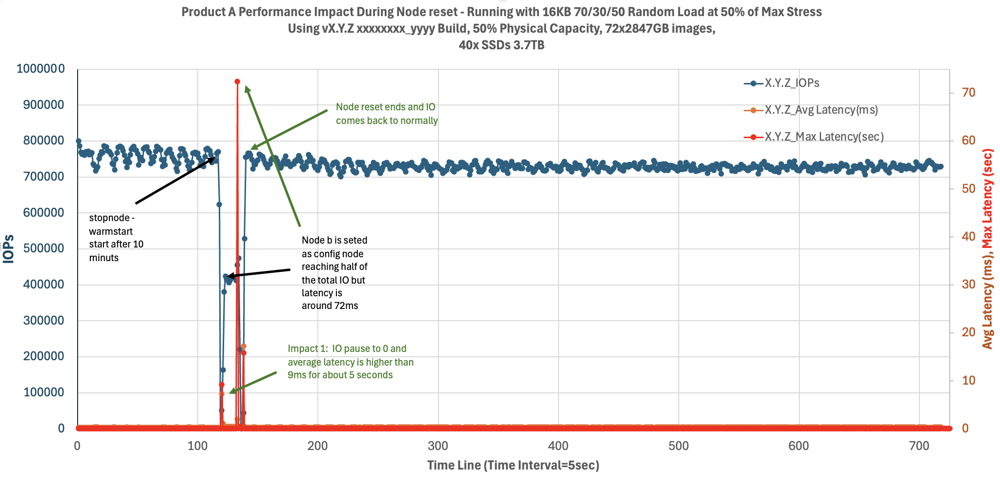 Product A Performance Impact During Node reset - Running with 16KB 70/30/50 Random Load at 50% of Max Stress
Using vX.Y.Z xxxxxxxx_yyyy Build, 50% Physical Capacity, 72x2847GB images,
40x SSDs 3.7TB
1000000
900000
800000
700000
600000
500000
400000
300000
200000
100000
0
IOPs
X.Y.Z_IOPs
X.Y.Z_Avg Latency(ms)
X.Y.Z_Max Latency(sec)
Node reset ends and IO
comes back to normally
stopnode -
warmstart
start after 10
minuts
Node b is seted
as config node
reaching half of
the total IO but
latency is
around 72ms
Impact 1:  IO pause to 0 and
average latency is higher than
9ms for about 5 seconds
70
60
50
40
30
20
10
0
Avg Latency (ms), Max Latency (sec)
0
100
200
300
400
500
600
700
Time Line (Time Interval=5sec)